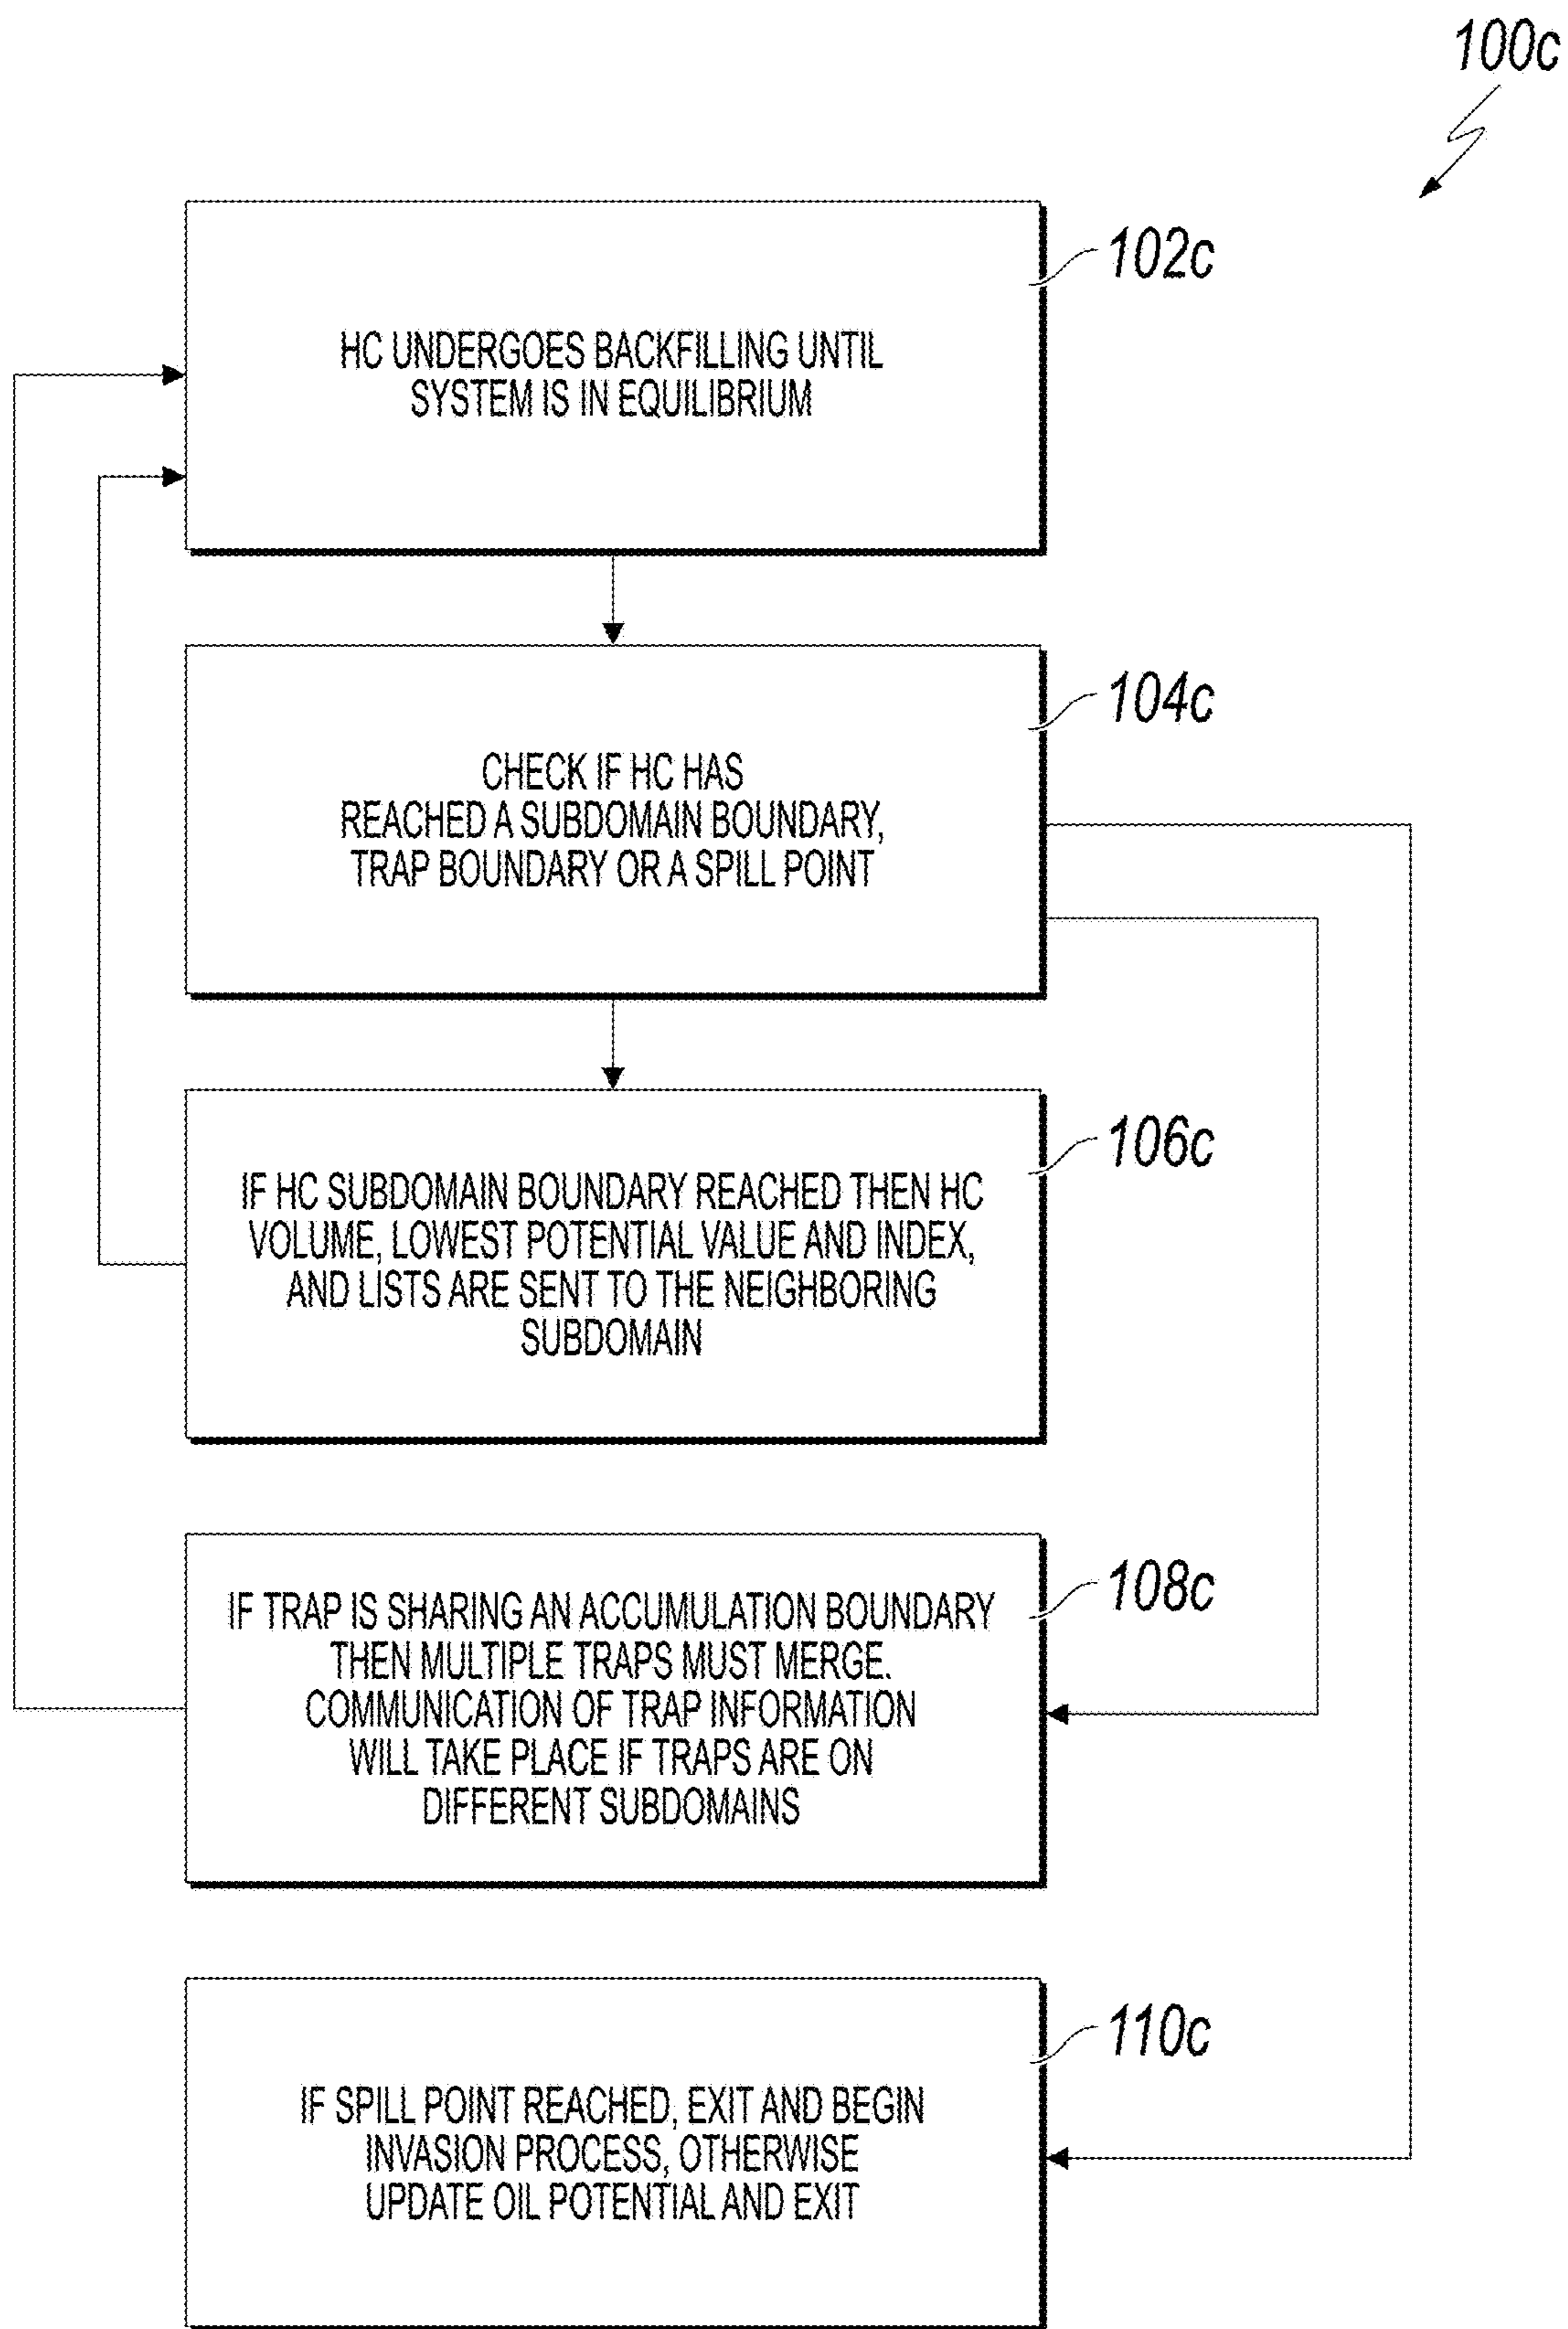 100c
102c
HC UNDERGOES BACKFILLING UNTIL
SYSTEM IS IN EQUILIBRIUM
104c
CHECK IF HC HAS
REACHED A SUBDOMAIN BOUNDARY,
TRAP BOUNDARY OR A SPILL POINT
106c
IF HC SUBDOMAIN BOUNDARY REACHED THEN HC
VOLUME, LOWEST POTENTIAL VALUE AND INDEX,
AND LISTS ARE SENT TO THE NEIGHBORING
SUBDOMAIN
108c
IF TRAP IS SHARING AN ACCUMULATION BOUNDARY
THEN MULTIPLE TRAPS MUST MERGE.
COMMUNICATION OF TRAP INFORMATION
WILL TAKE PLACE IF TRAPS ARE ON
DIFFERENT SUBDOMAINS
110c
IF SPILL POINT REACHED, EXIT AND BEGIN
INVASION PROCESS, OTHERWISE
UPDATE OIL POTENTIAL AND EXIT